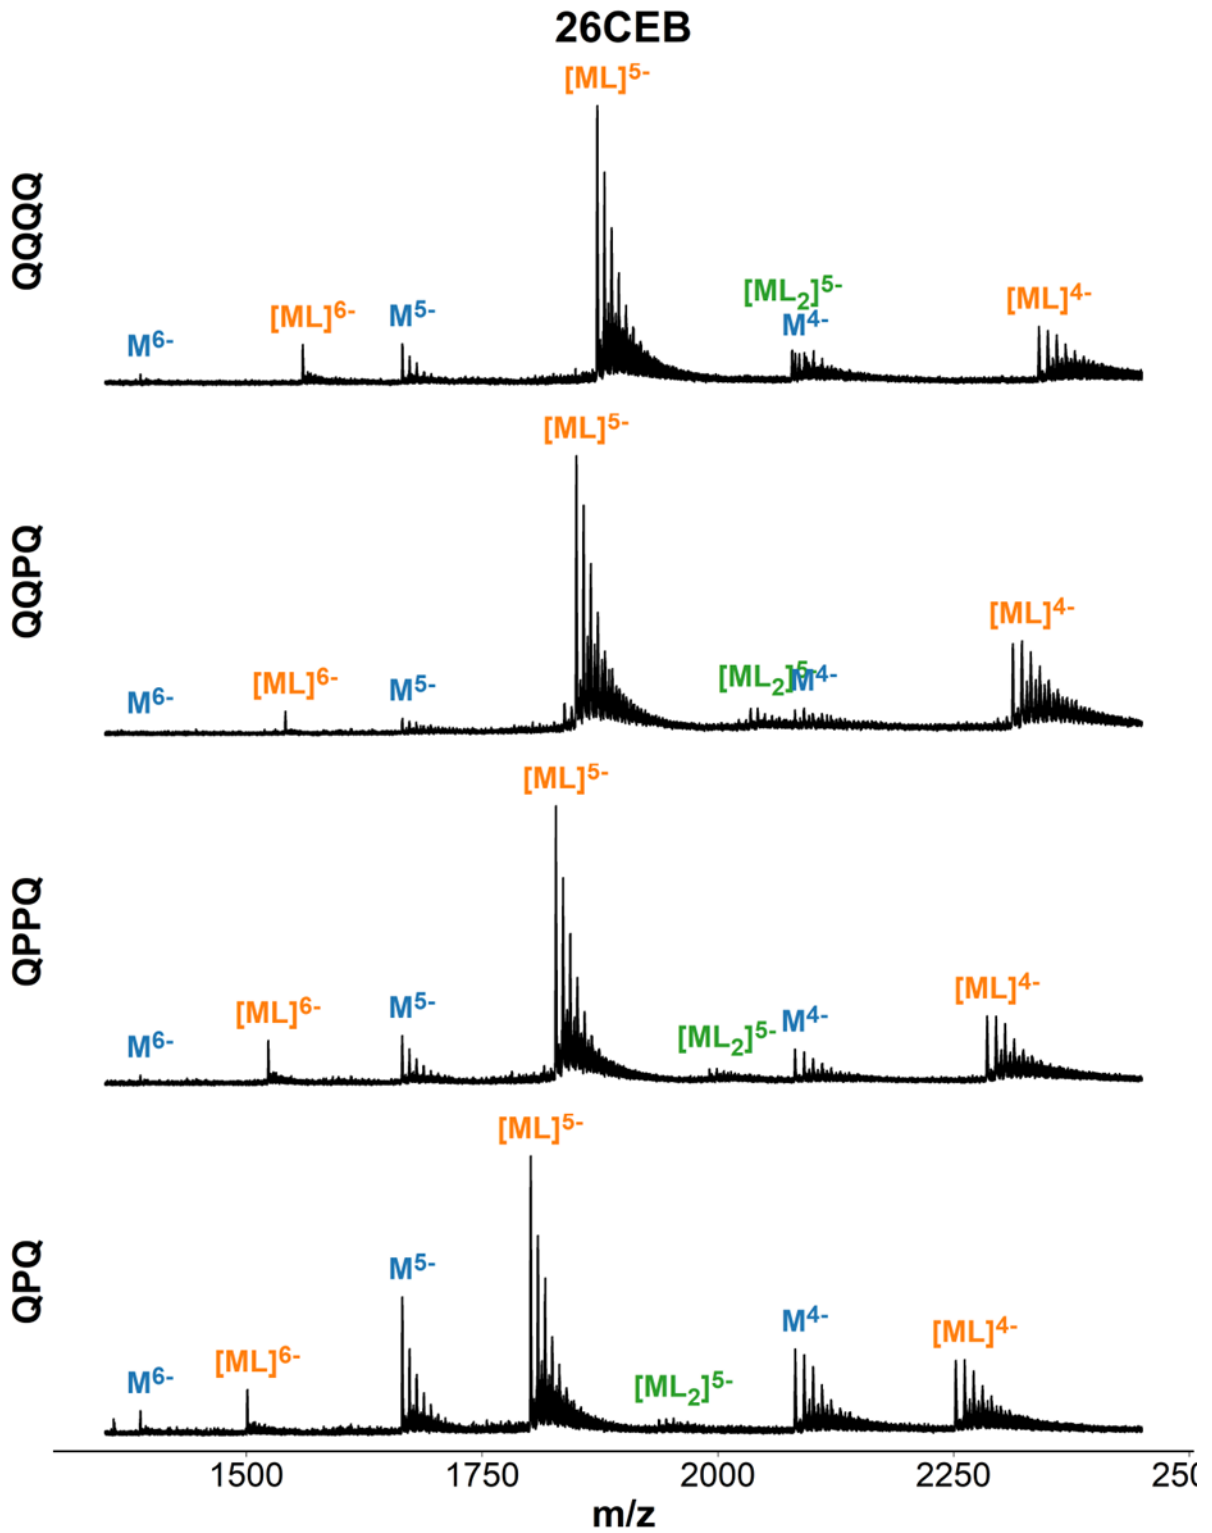 26CEB
[ML]5-
QQQQ
[ML2]5-
[ML]4-
[ML]6-
M5-
M4-
M6-
[ML]5-
QQPQ
[ML]4-
[ML]6-
M5-
[ML2]5-
M4-
M6-
[ML]5-
QPPQ
[ML]4-
[ML]6-
M5-
M4-
[ML2]5-
M6-
[ML]5-
QPQ
M5-
M4-
[ML]4-
[ML]6-
M6-
[ML2]5-
1500 1750 2000 2250 250
m/z